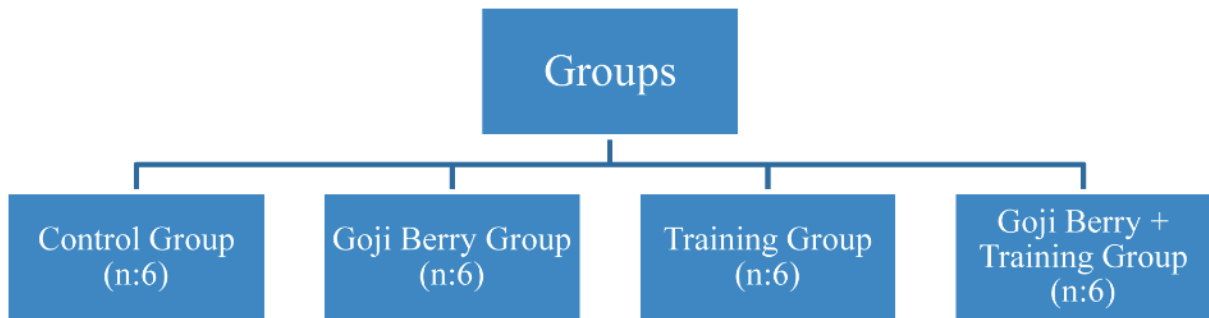 Groups
Control Group
(n:6)
Goji Berry Group
(n:6)
Training Group
(n:6)
Goji Berry +
Training Group
(n:6)